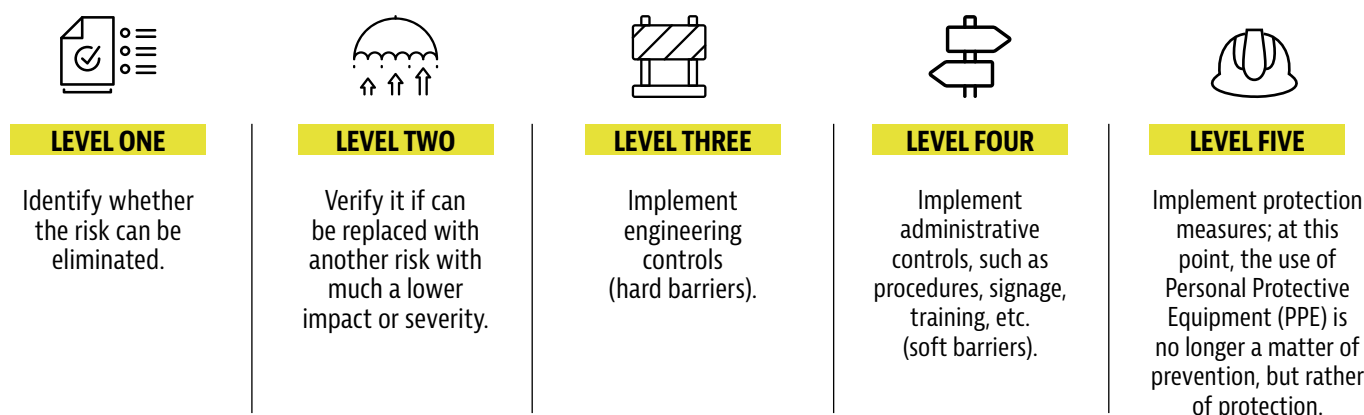 LEVEL ONE
Identify whether
the risk can be
eliminated.
LEVEL TWO
Verify it if can
be replaced with
another risk with
much a lower
impact or severity.
LEVEL THREE
Implement
engineering
controls
(hard barriers).
LEVEL FOUR
Implement
administrative
controls, such as
procedures, signage,
training, etc.
(soft barriers).
LEVEL FIVE
Implement protection
measures; at this
point, the use of
Personal Protective
Equipment (PPE) is
no longer a matter of
prevention, but rather
of protection.